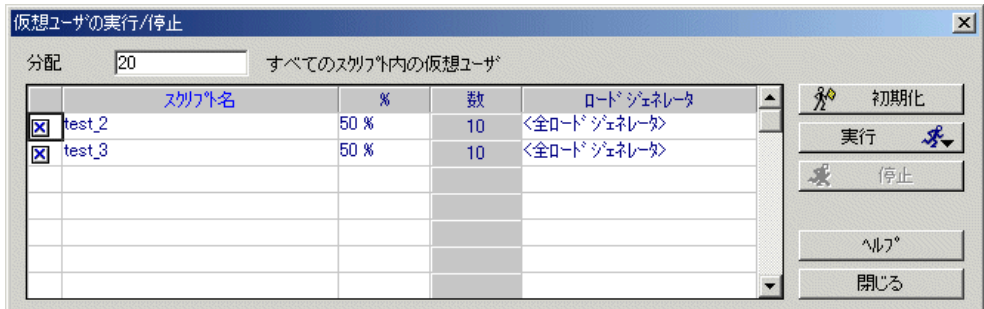 仮想ﾕｰｻﾞの実行/停止
分配 20 すべてのｽｸﾘﾌﾟﾄ内の仮想ﾕｰｻﾞ
ｽｸﾘﾌﾟﾄ名 % 数 ﾛｰﾄﾞ ｼﾞｪﾈﾚｰﾀ
test_2 50 % 10 <全ﾛｰﾄﾞ ｼﾞｪﾈﾚｰﾀ>
test_3 50 % 10 <全ﾛｰﾄﾞ ｼﾞｪﾈﾚｰﾀ>
初期化
実行
停止
ﾍﾙﾌﾟ
閉じる